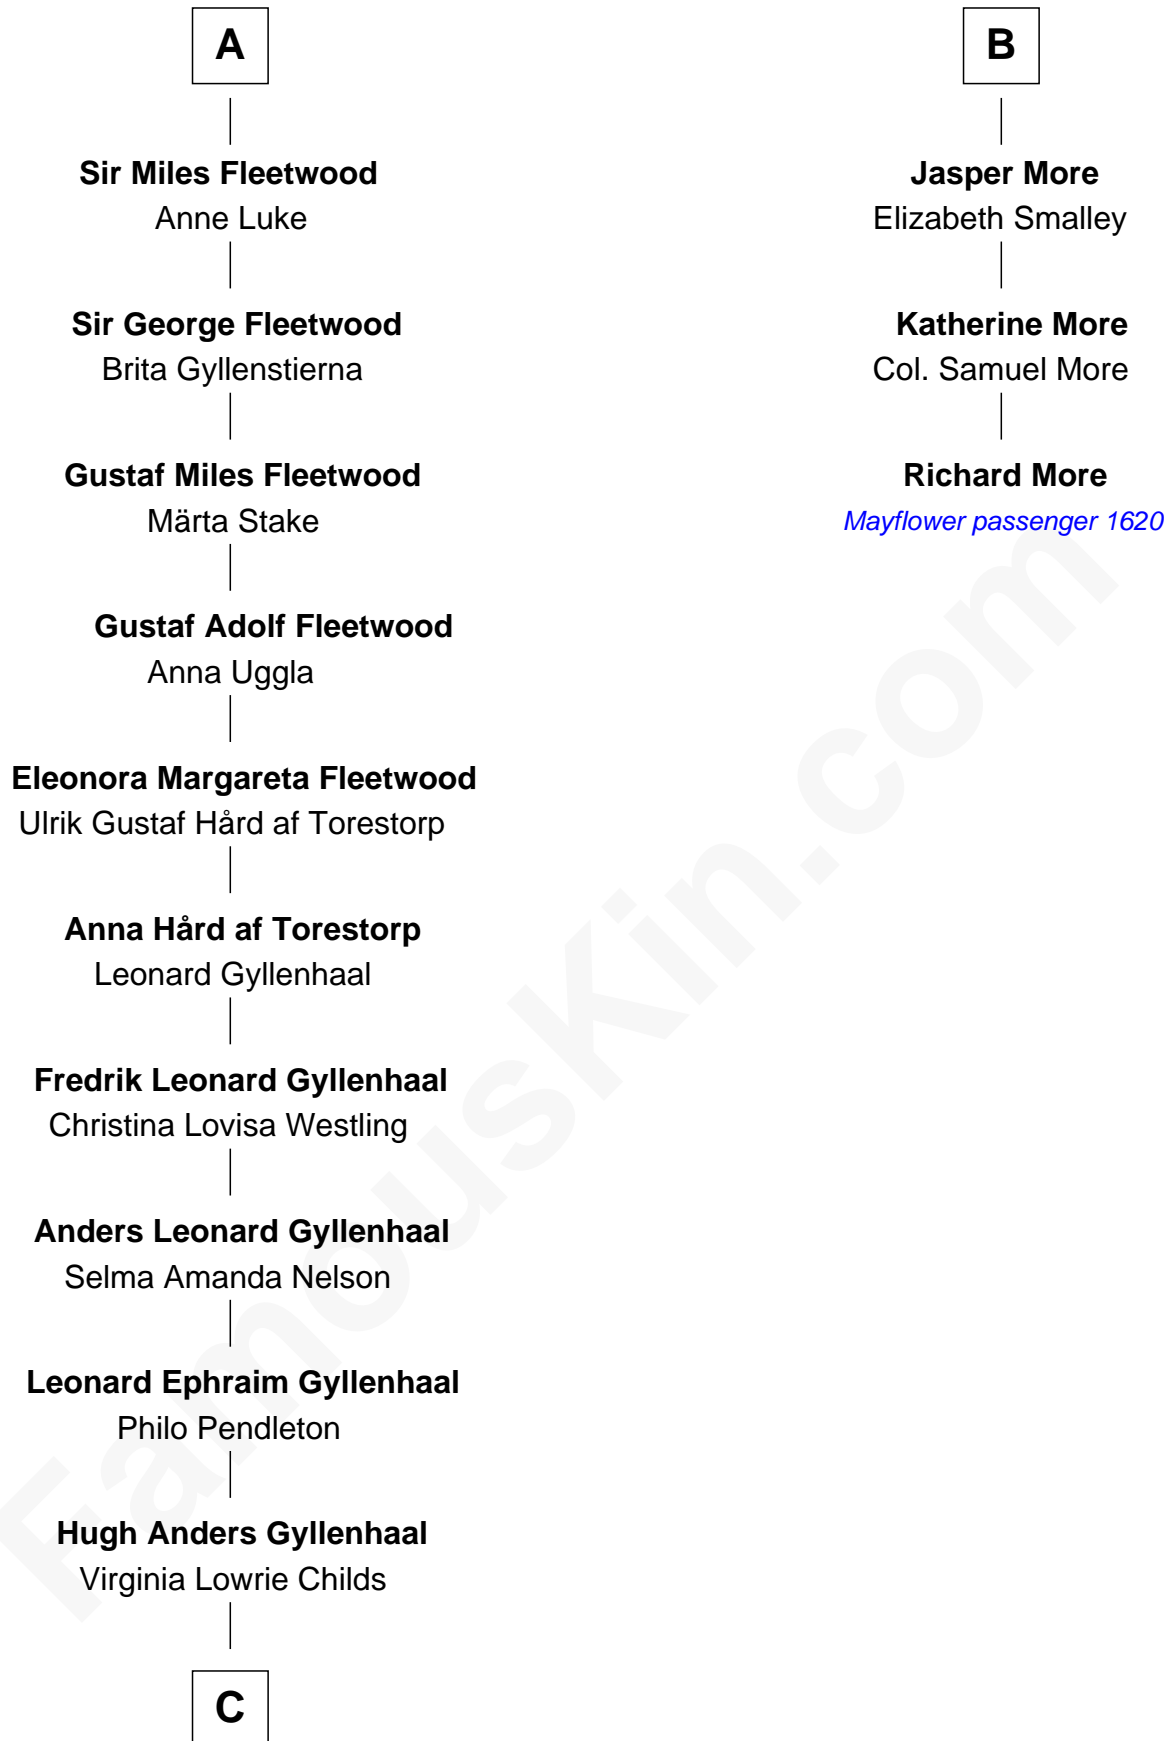 A
Sir Miles Fleetwood
Anne Luke
Sir George Fleetwood
Brita Gyllenstierna
Gustaf Miles Fleetwood
Märta Stake
Gustaf Adolf Fleetwood
Anna Uggla
Eleonora Margareta Fleetwood
Ulrik Gustaf Hård af Torestorp
Anna Hård af Torestorp
Leonard Gyllenhaal
Fredrik Leonard Gyllenhaal
Christina Lovisa Westling
Anders Leonard Gyllenhaal
Selma Amanda Nelson
Leonard Ephraim Gyllenhaal
Philo Pendleton
Hugh Anders Gyllenhaal
Virginia Lowrie Childs
C
B
Jasper More
Elizabeth Smalley
Katherine More
Col. Samuel More
Richard More
Mayflower passenger 1620
FamousKin.com